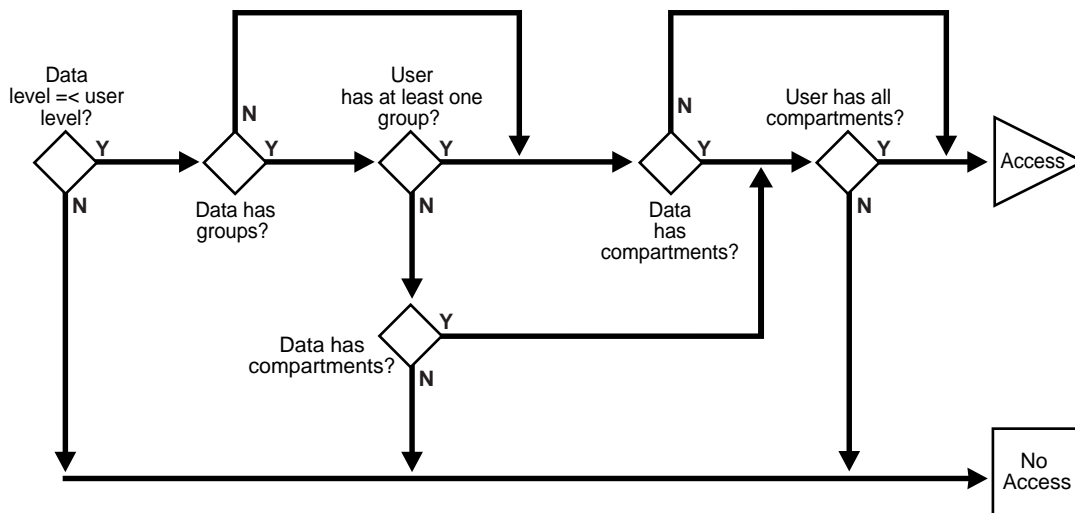 Data
level =< user
level?
Y
N
N
Y
Data has
groups?
User
has at least one
group?
Y
N
Data has
compartments?
Y
N
N
Y
Data
has
compartments?
User has all
compartments?
Y
N
Access
No
Access